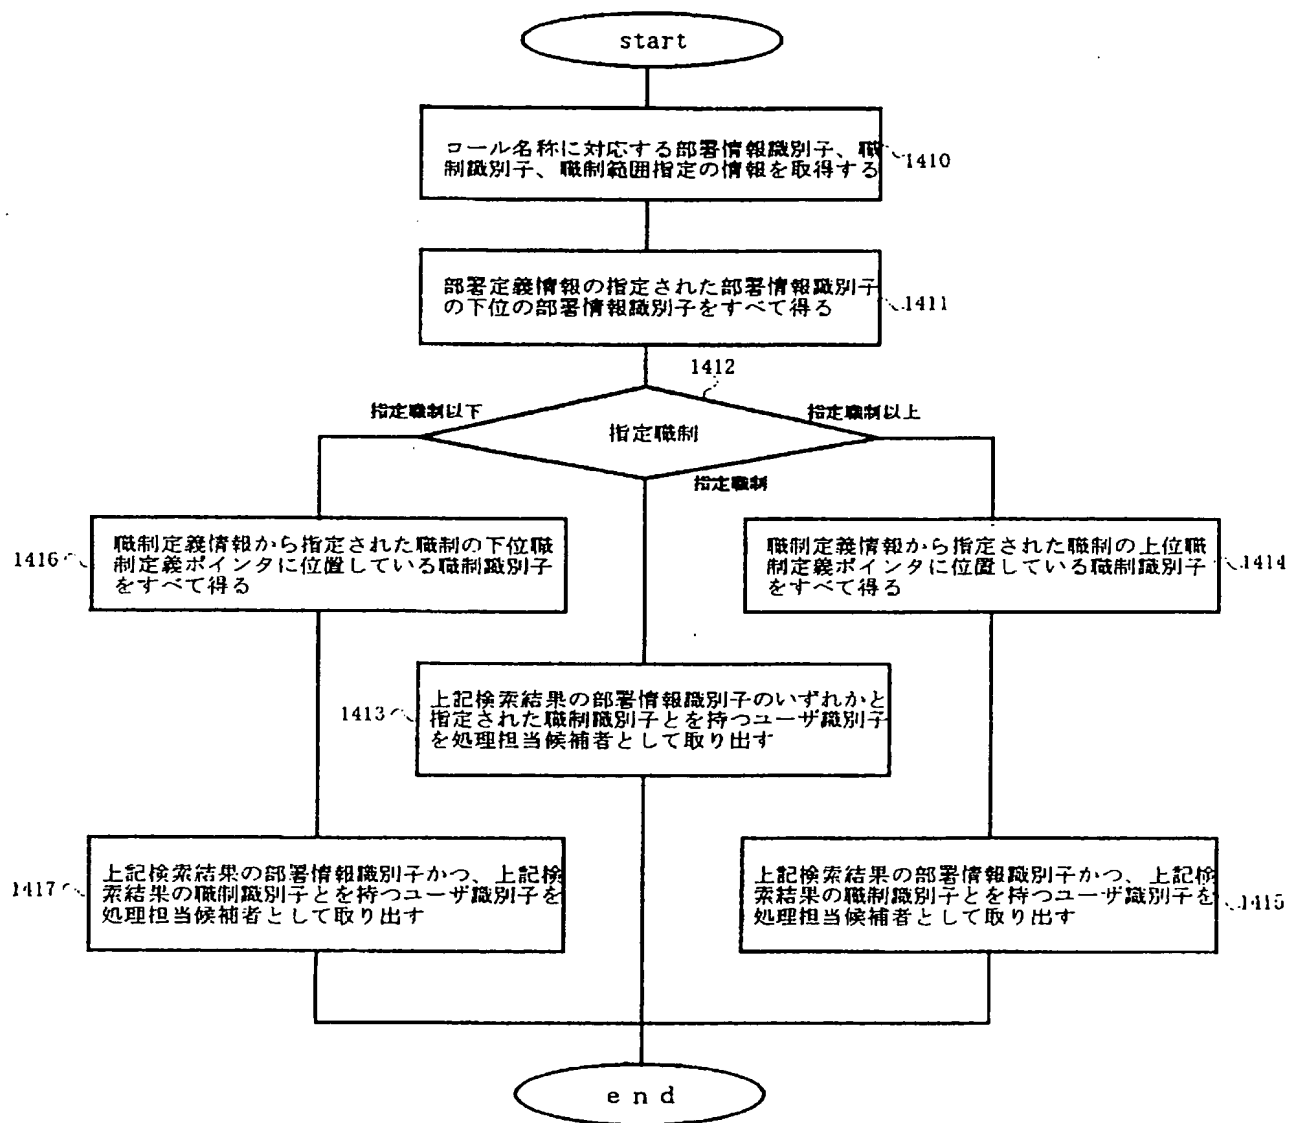 start
ロール名称に対応する部署情報識別子、職
制識別子、職制範囲指定の情報を取得する
1410
部署定義情報の指定された部署情報識別子
の下位の部署情報識別子をすべて得る
1411
1412
指定職制以下
指定職制
指定職制以上
指定職制
職制定義情報から指定された職制の下位職
制定義ポインタに位置している職制識別子
をすべて得る
1416
職制定義情報から指定された職制の上位職
制定義ポインタに位置している職制識別子
をすべて得る
1414
上記検索結果の部署情報識別子のいずれかと
指定された職制識別子とを持つユーザ識別子
を処理担当候補者として取り出す
1413
上記検索結果の部署情報識別子かつ、上記検
索結果の職制識別子とを持つユーザ識別子を
処理担当候補者として取り出す
1417
上記検索結果の部署情報識別子かつ、上記検
索結果の職制識別子とを持つユーザ識別子を
処理担当候補者として取り出す
1415
end